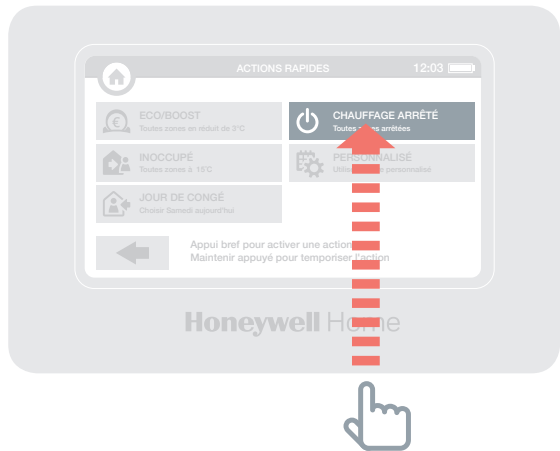 ACTIONS RAPIDES 12:03
ECO/BOOST
Toutes zones en réduit de 3°C
CHAUFFAGE ARRÊTÉ
Toutes zones arrêtées
INOCCUPÉ
Toutes zones à 15°C
PERSONNALISÉ
personnalisé
JOUR DE CONGÉ
Choisir Samedi aujourd'hui
Appui bref pour activer une action
Maintenir appuyé pour temporiser l'action
Honeywell Home